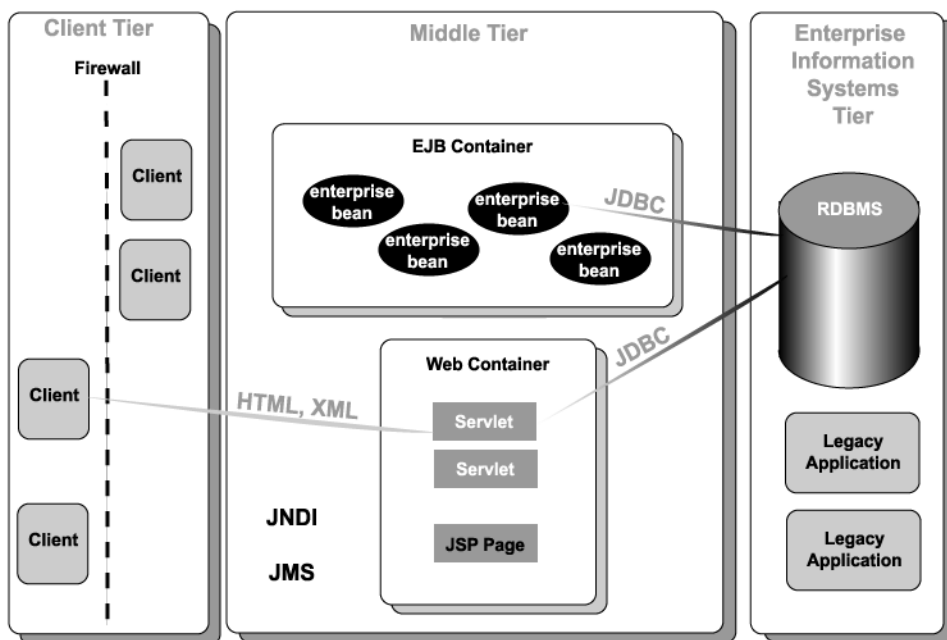 Client Tier
Firewall
Client
Client
Client
Client
Middle Tier
EJB Container
enterprise
bean
enterprise
bean
enterprise
bean
enterprise
bean
JDBC
Web Container
HTML, XML
Servlet
Servlet
JSP Page
JDBC
JNDI
JMS
Enterprise
Information
Systems
Tier
RDBMS
Legacy
Application
Legacy
Application